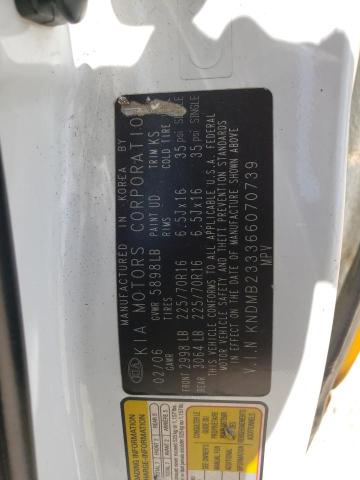 MANUFACTURED IN KOREA BY
KIA KIA MOTORS CORPORATION
02/06 GVWR 5898LB PAINT UD TRIM KS
GAWR TIRES RIMS COLD TIRE
FRONT 2998 LB 225/70R16 6.5Jx16 35 psi SINGLE
REAR 3064 LB 225/70R16 6.5Jx16 35 psi SINGLE
THIS VEHICLE CONFORMS TO ALL APPLICABLE U.S.A. FEDERAL
MOTOR VEHICLE SAFETY AND THEFT PREVENTION STANDARDS
IN EFFECT ON THE DATE OF MANUFACTURE SHOWN ABOVE
V.I.N KNDMB233366070739
MPV